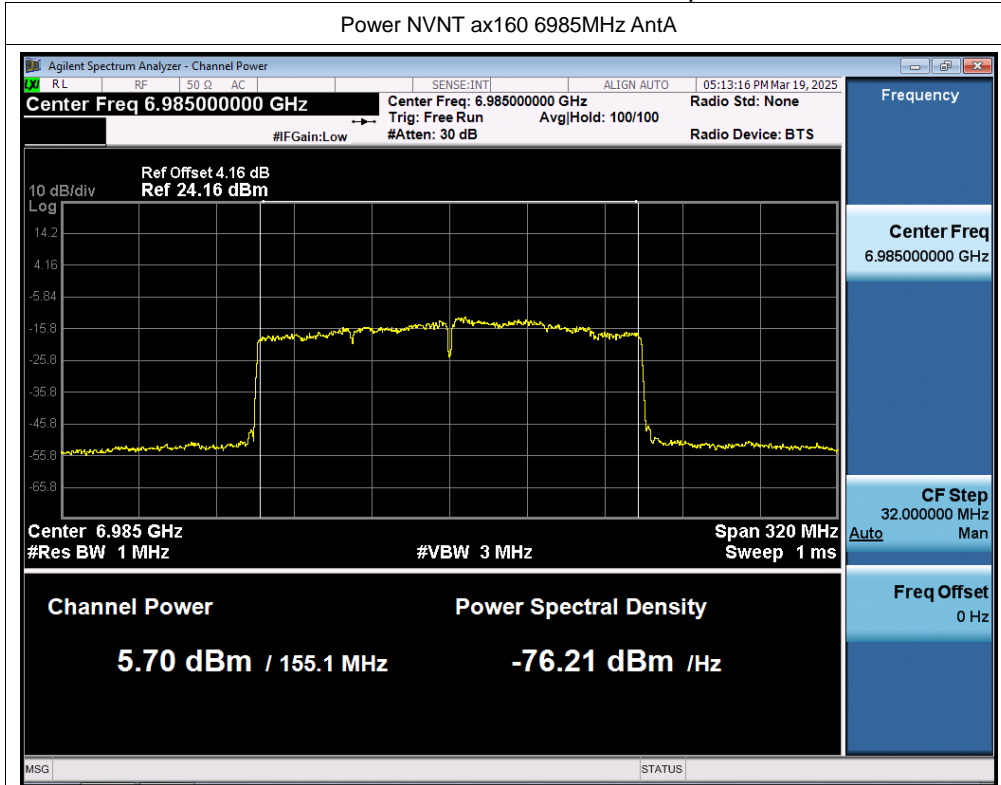 Power NVNT ax160 6985MHz AntA
Agilent Spectrum Analyzer - Channel Power
LXI RL RF 50 Ω AC SENSE:INT ALIGN AUTO 05:13:16 PM Mar 19, 2025
Center Freq 6.985000000 GHz
Center Freq: 6.985000000 GHz
Radio Std: None
Trig: Free Run Avg|Hold: 100/100
#IFGain:Low
#Atten: 30 dB
Radio Device: BTS
Ref Offset 4.16 dB
10 dB/div Ref 24.16 dBm
Log
14.2
4.16
-5.84
-15.8
-25.8
-35.8
-45.8
-55.8
-65.8
Center 6.985 GHz Span 320 MHz
#Res BW 1 MHz #VBW 3 MHz Sweep 1 ms
Channel Power Power Spectral Density
5.70 dBm / 155.1 MHz -76.21 dBm /Hz
MSG STATUS
Frequency
Center Freq
6.985000000 GHz
CF Step
32.000000 MHz
Auto Man
Freq Offset
0 Hz